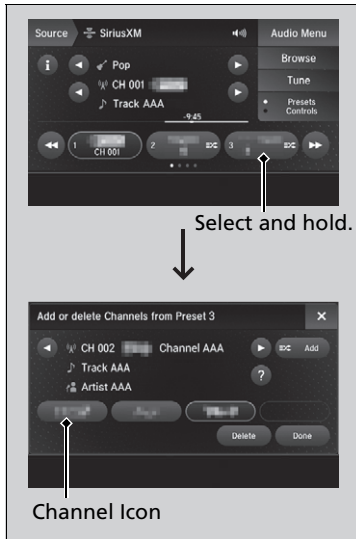 Source SiriusXM Audio Menu
i Pop Browse
CH 001 Tune
Track AAA Presets
Controls
-9:45
1 2 3
CH 001
Select and hold.
Add or delete Channels from Preset 3 ×
CH 002 Channel AAA Add
Track AAA ?
Artist AAA
Delete Done
Channel Icon